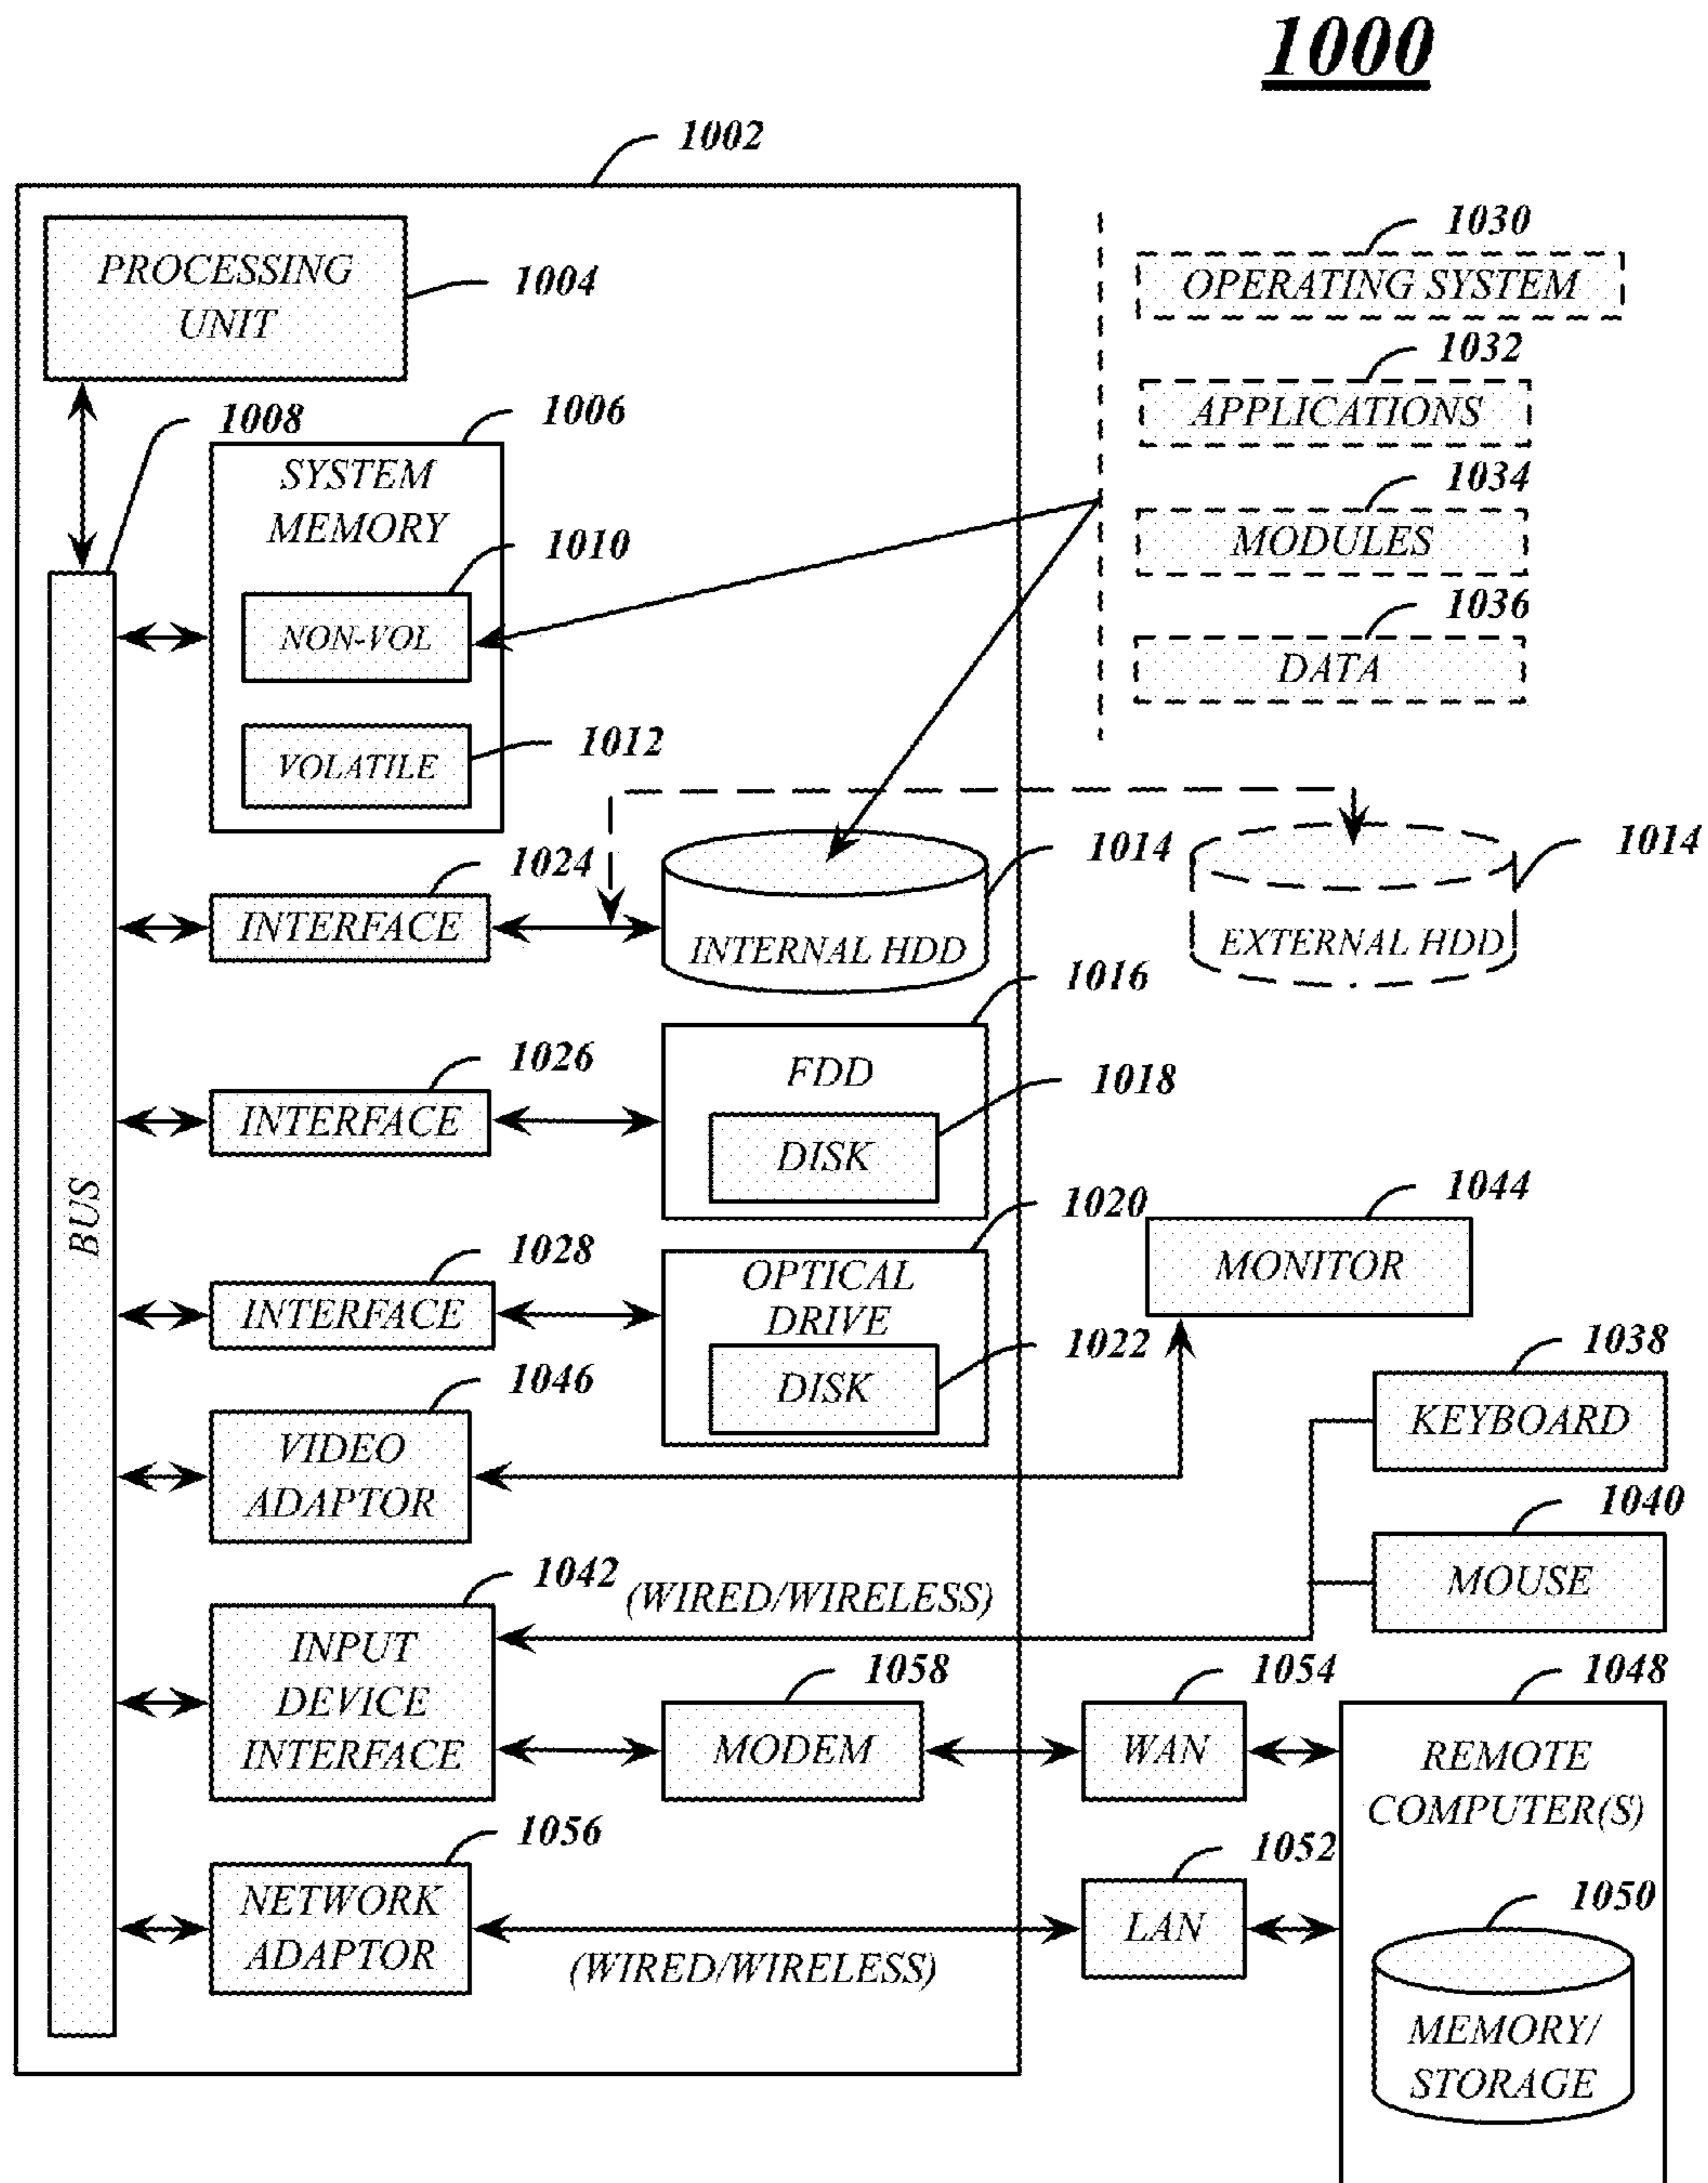 1000
1002
PROCESSING
UNIT
1004
1008
1006
SYSTEM
MEMORY
1010
NON-VOL
1012
VOLATILE
1030
OPERATING SYSTEM
1032
APPLICATIONS
1034
MODULES
1036
DATA
BUS
1024
INTERFACE
1014
INTERNAL HDD
1014
EXTERNAL HDD
1026
INTERFACE
1016
FDD
1018
DISK
1028
INTERFACE
1020
OPTICAL
DRIVE
1022
DISK
1044
MONITOR
1046
VIDEO
ADAPTOR
1038
KEYBOARD
1040
MOUSE
1042
(WIRED/WIRELESS)
INPUT
DEVICE
INTERFACE
1058
MODEM
1054
WAN
1048
REMOTE
COMPUTER(S)
1056
NETWORK
ADAPTOR
(WIRED/WIRELESS)
1052
LAN
1050
MEMORY/
STORAGE